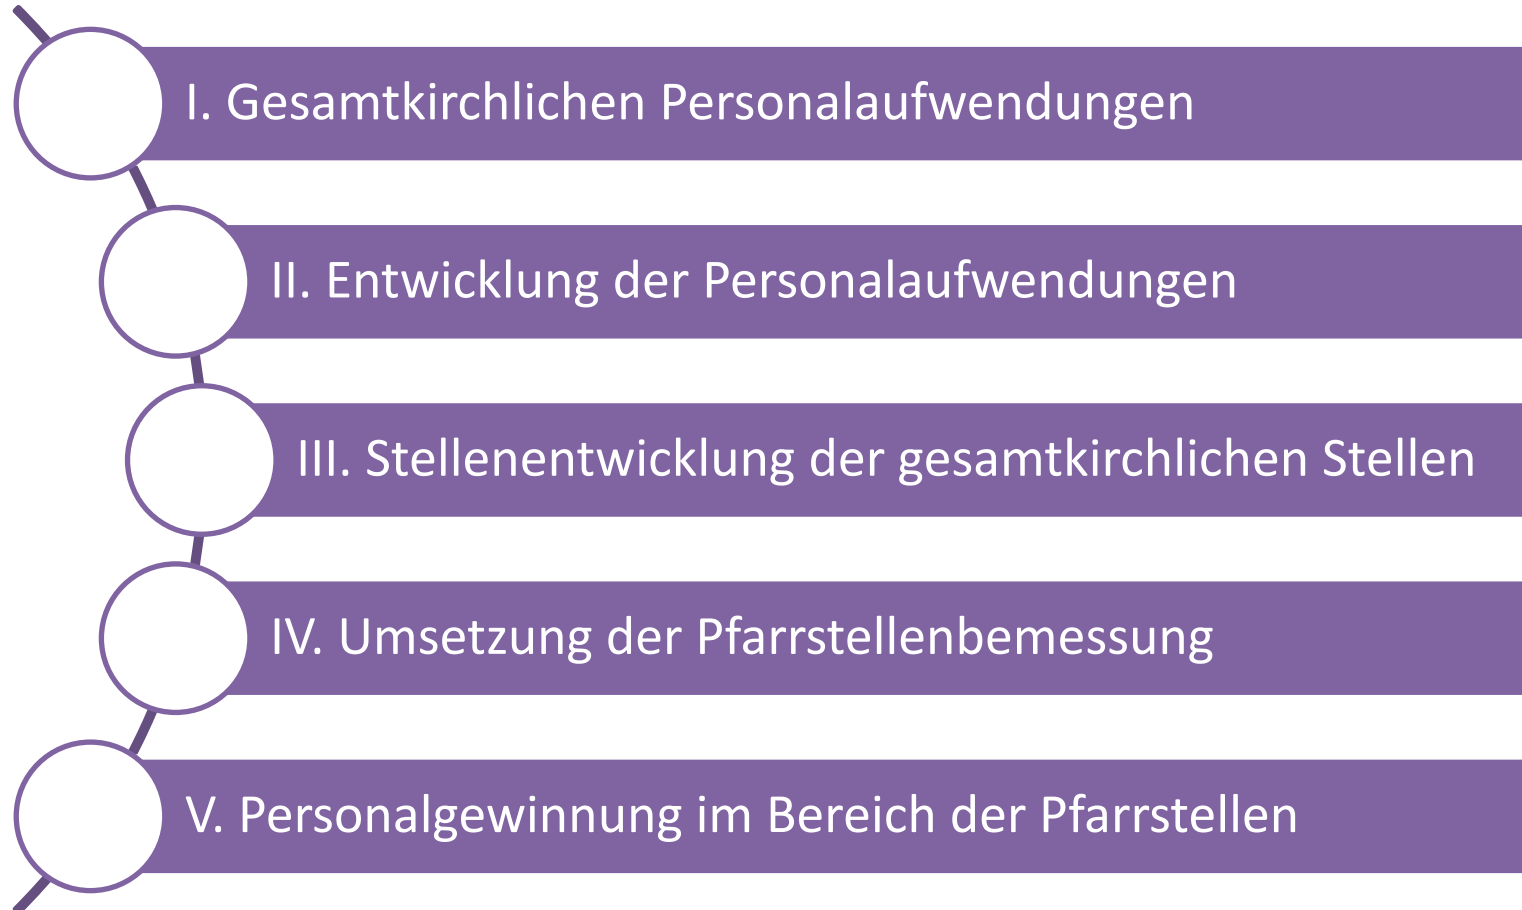 I. Gesamtkirchlichen Personalaufwendungen
II. Entwicklung der Personalaufwendungen
III. Stellenentwicklung der gesamtkirchlichen Stellen
IV. Umsetzung der Pfarrstellenbemessung
V. Personalgewinnung im Bereich der Pfarrstellen